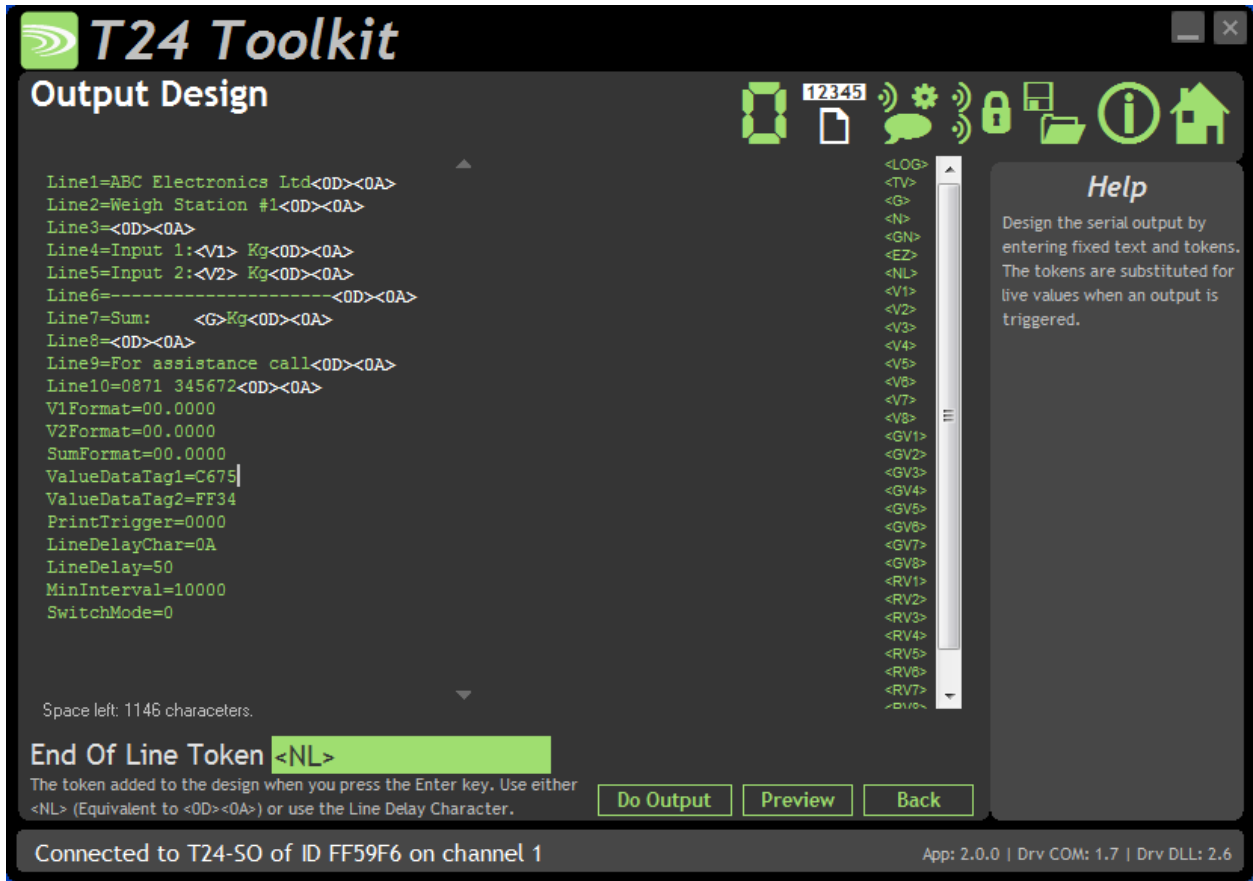 T24 Toolkit
Output Design
12345
Line1=ABC Electronics Ltd<0D><0A>
Line2=Weigh Station #1<0D><0A>
Line3=<0D><0A>
Line4=Input 1:<V1> Kg<0D><0A>
Line5=Input 2:<V2> Kg<0D><0A>
Line6=---------------------<0D><0A>
Line7=Sum:    <G>Kg<0D><0A>
Line8=<0D><0A>
Line9=For assistance call<0D><0A>
Line10=0871 345672<0D><0A>
V1Format=00.0000
V2Format=00.0000
SumFormat=00.0000
ValueDataTag1=C675
ValueDataTag2=FF34
PrintTrigger=0000
LineDelayChar=0A
LineDelay=50
MinInterval=10000
SwitchMode=0
Space left: 1146 characeters.
<LOG>
<TV>
<G>
<N>
<GN>
<EZ>
<NL>
<V1>
<V2>
<V3>
<V4>
<V5>
<V6>
<V7>
<V8>
<GV1>
<GV2>
<GV3>
<GV4>
<GV5>
<GV6>
<GV7>
<GV8>
<RV1>
<RV2>
<RV3>
<RV4>
<RV5>
<RV6>
<RV7>
<RV8>
Help
Design the serial output by
entering fixed text and tokens.
The tokens are substituted for
live values when an output is
triggered.
End Of Line Token <NL>
The token added to the design when you press the Enter key. Use either
<NL> (Equivalent to <0D><0A>) or use the Line Delay Character.
Do Output
Preview
Back
Connected to T24-SO of ID FF59F6 on channel 1
App: 2.0.0 | Drv COM: 1.7 | Drv DLL: 2.6